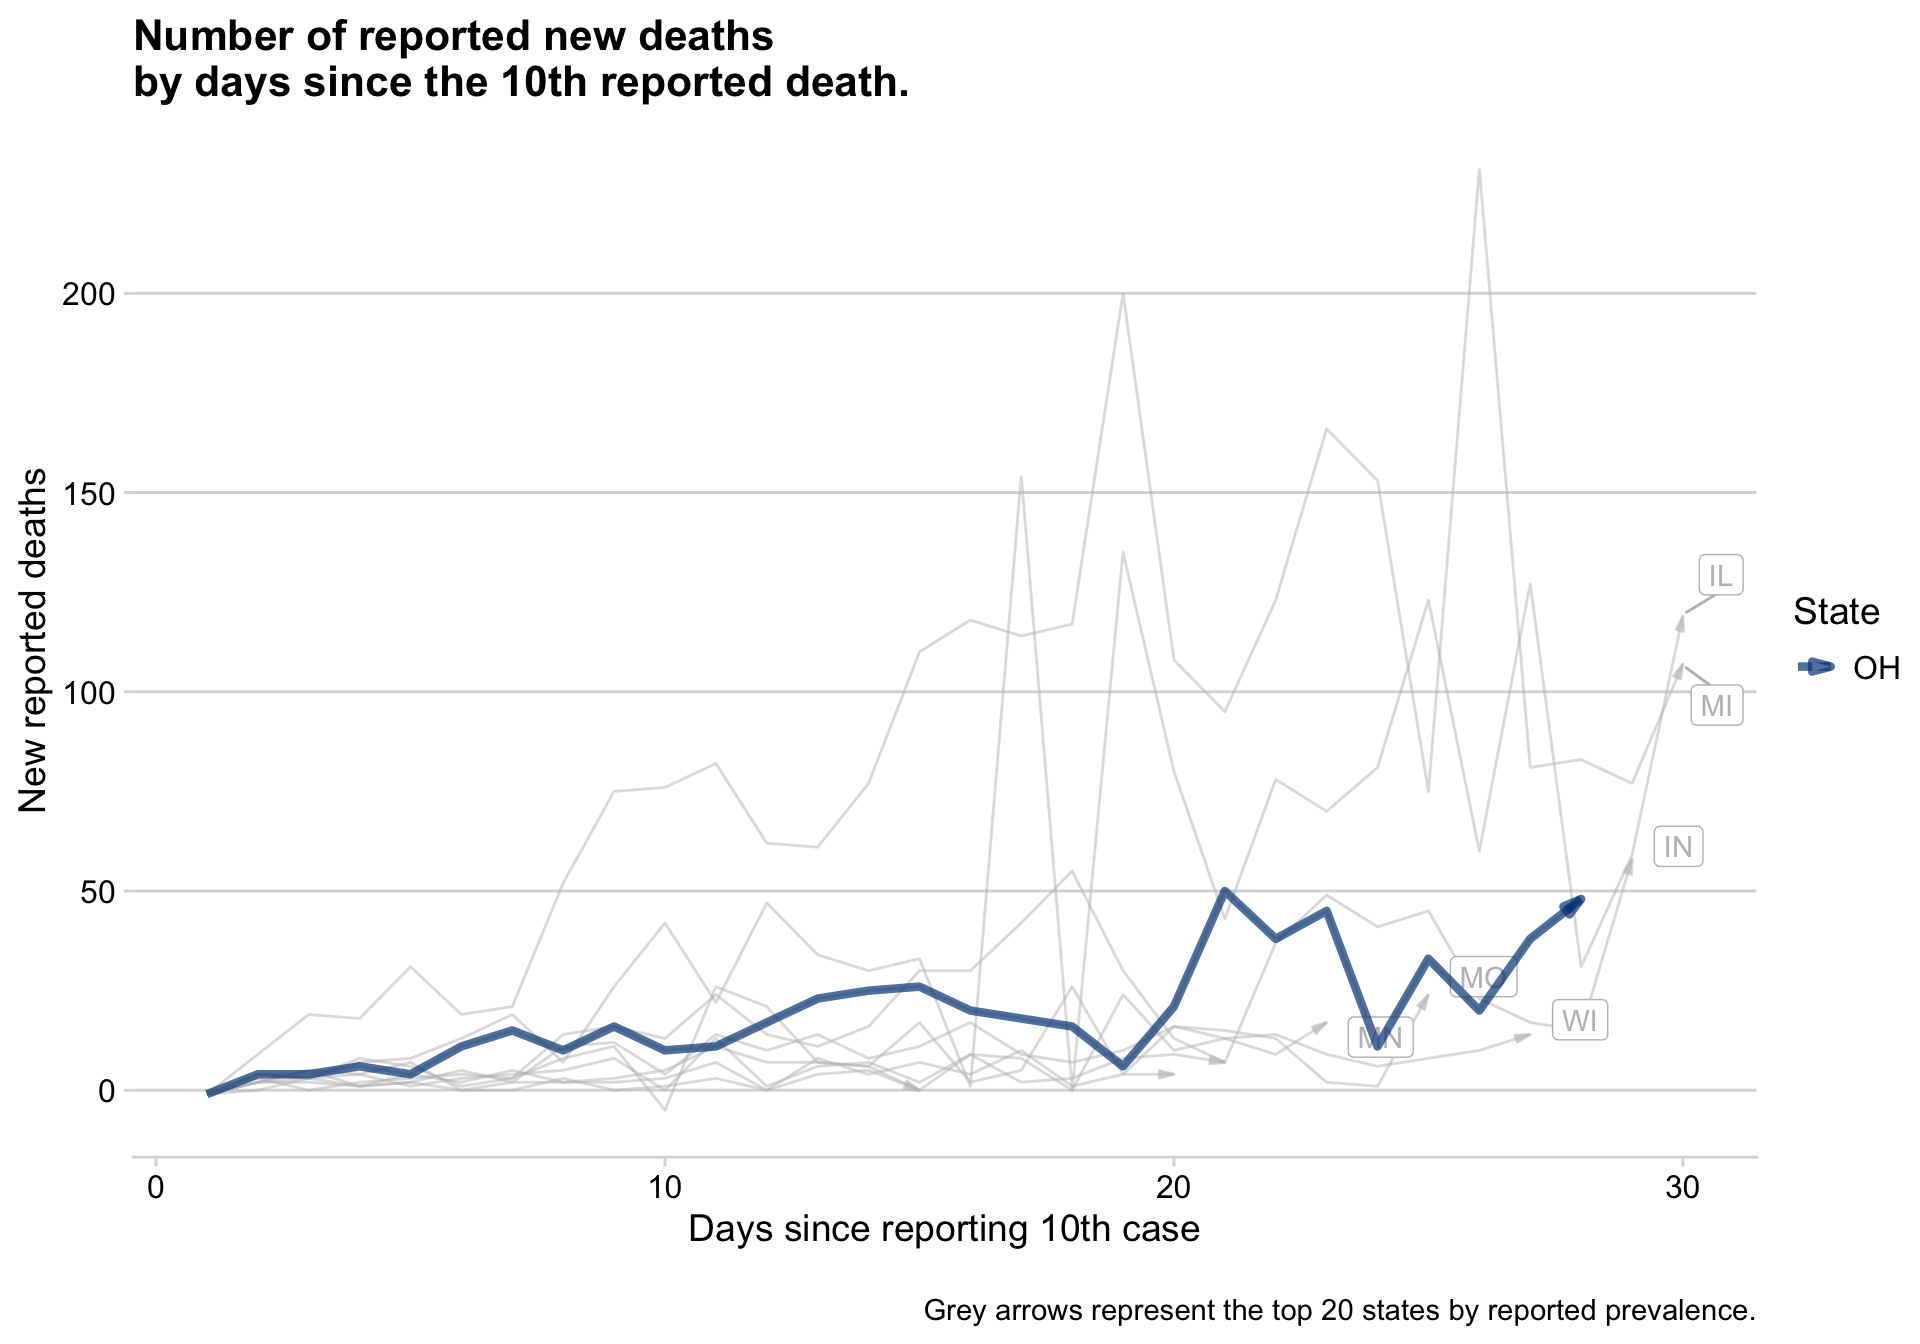 Number of reported new deaths
by days since the 10th reported death.
New reported deaths
200
150
100
50
0
0
10
20
30
IL
MI
IN
MO
WI
MN
State
OH
Days since reporting 10th case
Grey arrows represent the top 20 states by reported prevalence.